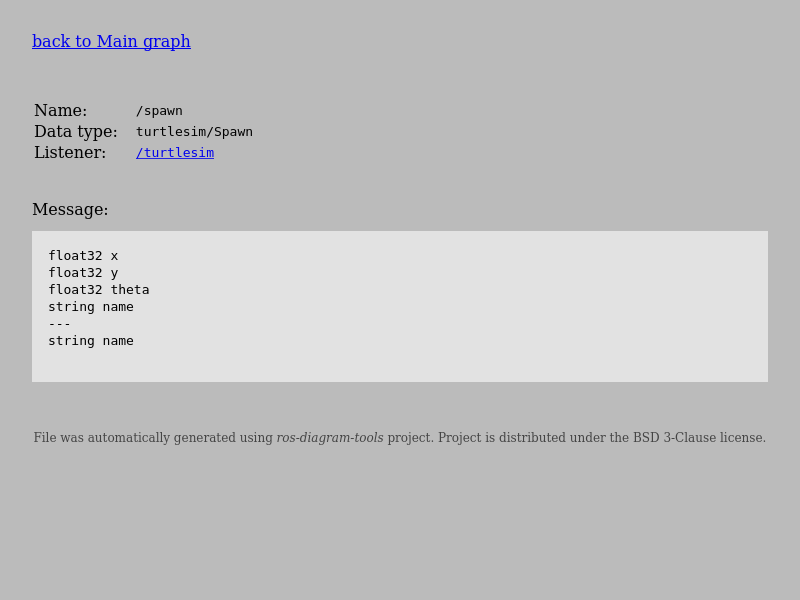 back to Main graph
Name: /spawn
Data type: turtlesim/Spawn
Listener: /turtlesim
Message:
float32 x
float32 y
float32 theta
string name
---
string name
File was automatically generated using ros-diagram-tools project. Project is distributed under the BSD 3-Clause license.